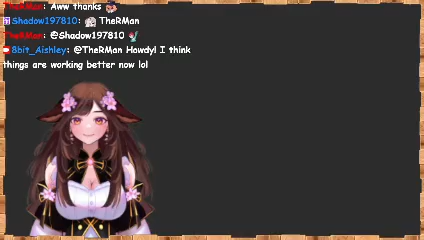 TheRMan: Aww thanks
Shadow197810: TheRMan
TheRMan: @Shadow197810
8bit_Aishley: @TheRMan Howdy! I think
things are working better now lol